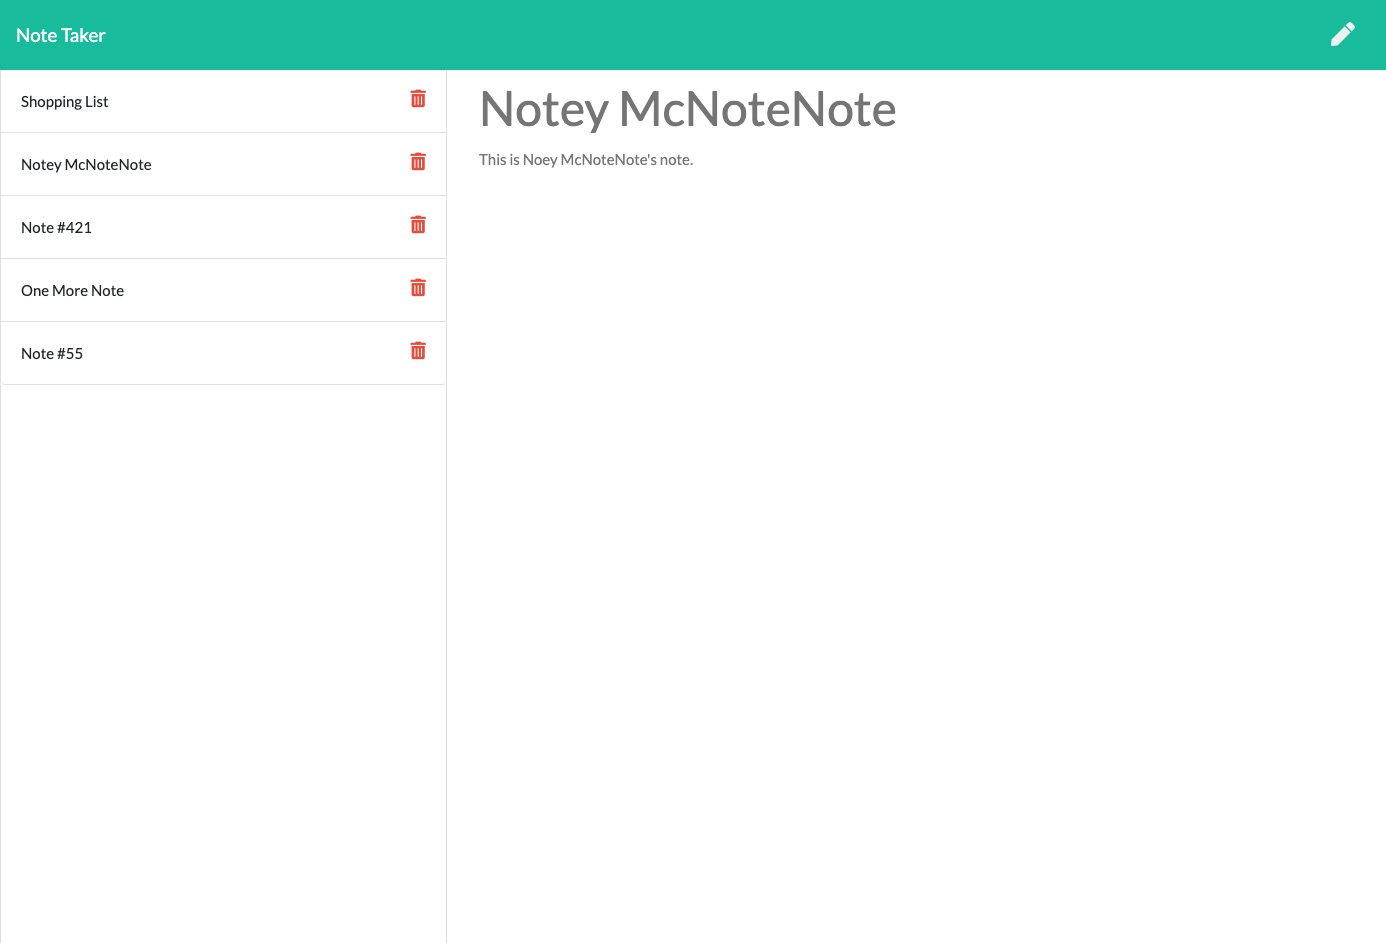 Note Taker
Shopping List
Notey McNoteNote
Note #421
One More Note
Note #55
Notey McNoteNote
This is Noey McNoteNote's note.